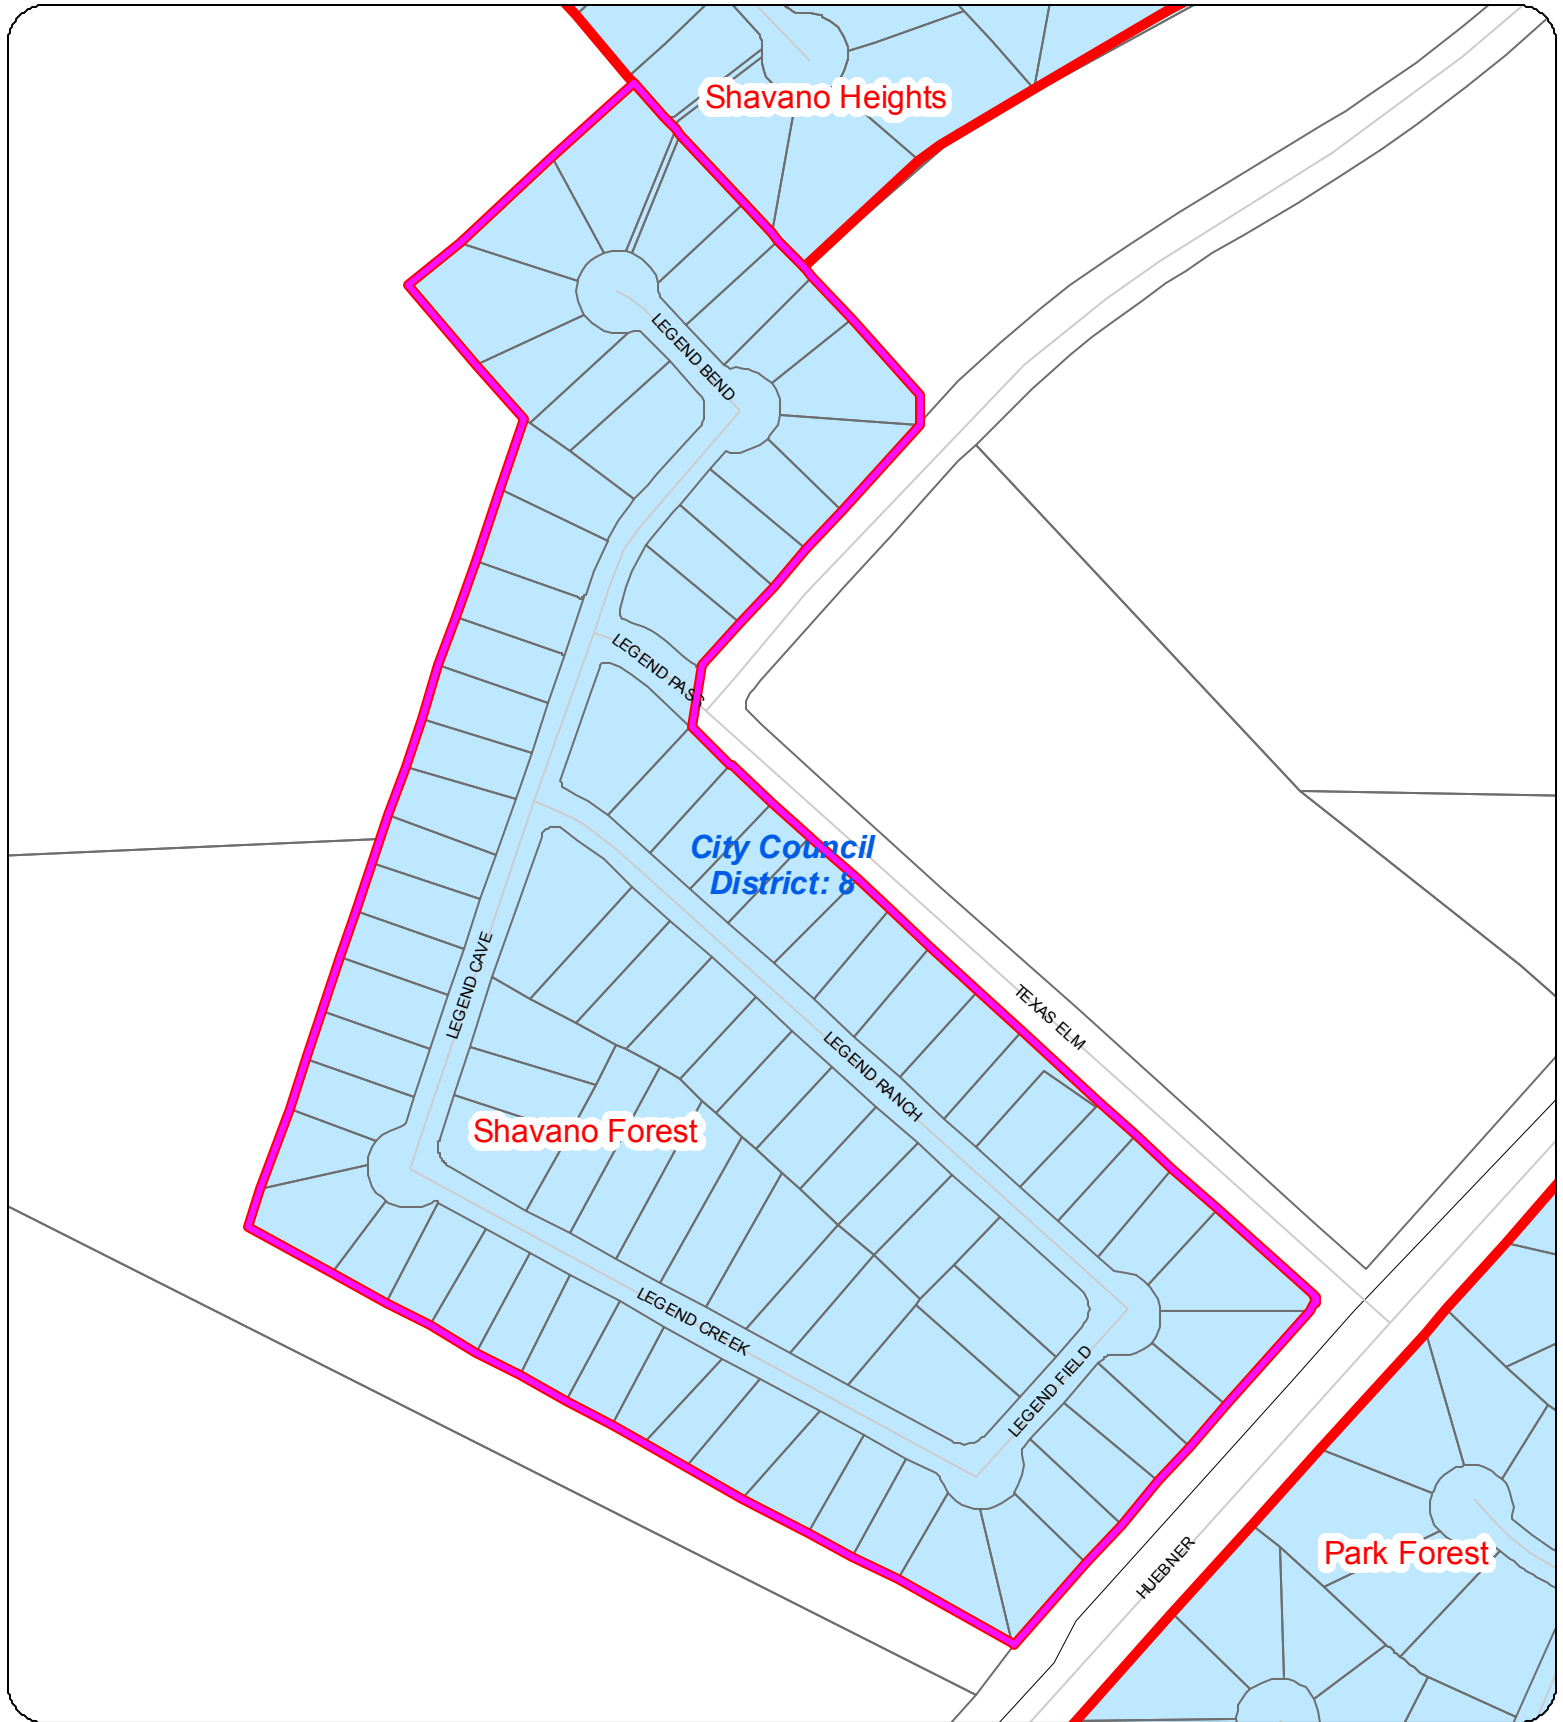 Shavano Heights
LEGEND BEND
LEGEND PASS
City Council
District: 8
LEGEND CAVE
TEXAS ELM
LEGEND RANCH
Shavano Forest
LEGEND CREEK
LEGEND FIELD
HUEBNER
Park Forest